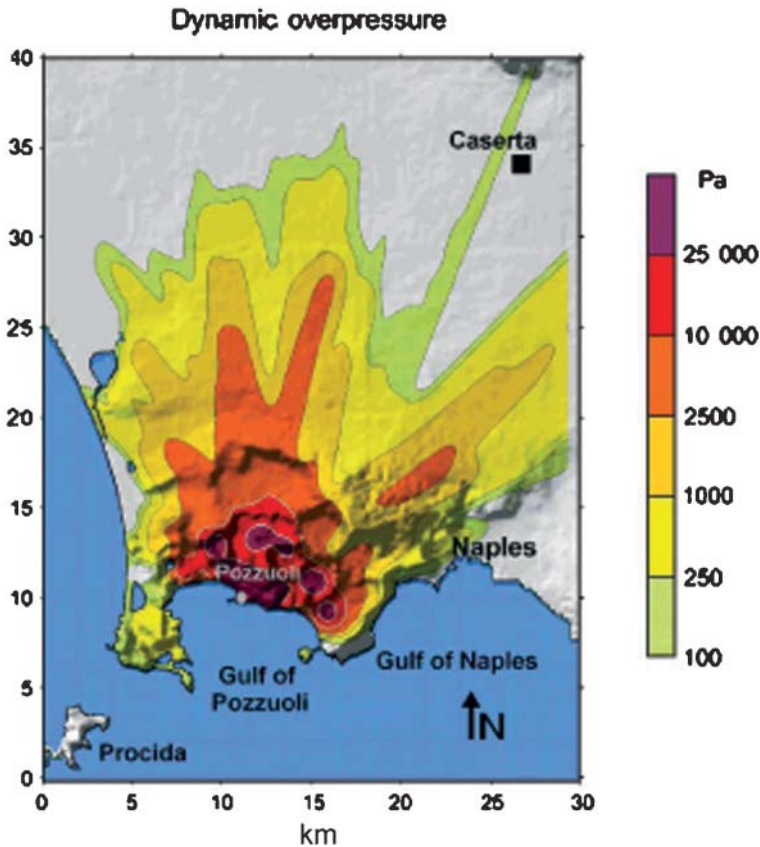 Dynamic overpressure
40
35
30
25
20
15
10
5
0
0 5 10 15 20 25 30
km
Caserta
Pozzuoli
Naples
Gulf of
Pozzuoli
Gulf of Naples
N
Procida
Pa
25 000
10 000
2500
1000
250
100